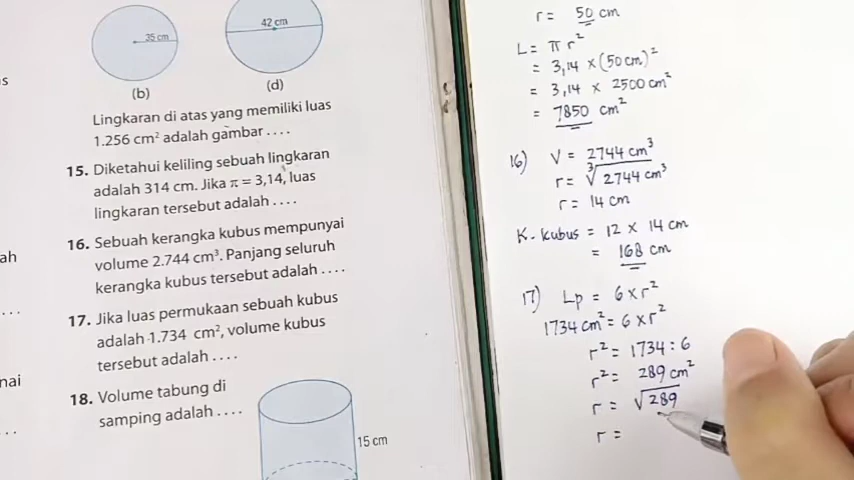 35 cm
42 cm
(b)
(d)
Lingkaran di atas yang memiliki luas
1.256 cm² adalah gambar . . . .
15. Diketahui keliling sebuah lingkaran
adalah 314 cm. Jika π = 3,14, luas
lingkaran tersebut adalah . . . .
16. Sebuah kerangka kubus mempunyai
volume 2.744 cm³. Panjang seluruh
kerangka kubus tersebut adalah . . . .
17. Jika luas permukaan sebuah kubus
adalah 1.734 cm², volume kubus
tersebut adalah . . . .
18. Volume tabung di
samping adalah . . . .
15 cm
s
ah
. . .
nai
. .
r = 50 cm
L = π r²
= 3,14 × (50 cm)²
= 3,14 × 2500 cm²
= 7850 cm²
16) V = 2744 cm³
r = ∛2744 cm³
r = 14 cm
K. kubus = 12 × 14 cm
= 168 cm
17) Lp = 6 x r²
1734 cm² = 6 x r²
r² = 1734 : 6
r² = 289 cm²
r = √289
r =